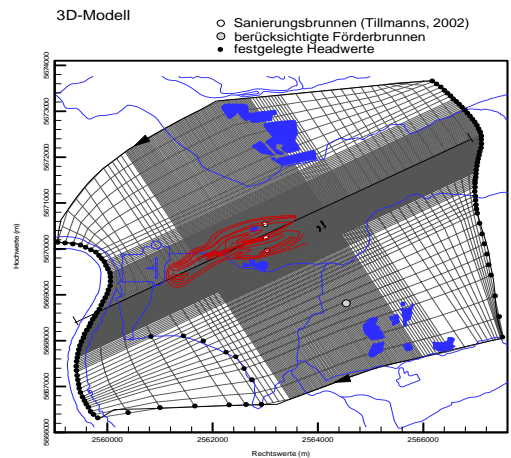 3D-Modell
Sanierungsbrunnen (Tillmanns, 2002)
berücksichtigte Förderbrunnen
festgelegte Headwerte
5674000
5673000
5672000
5671000
5670000
5669000
5668000
5667000
5666000
Hochwerte (m)
2560000 2562000 2564000 2566000
Rechtswerte (m)